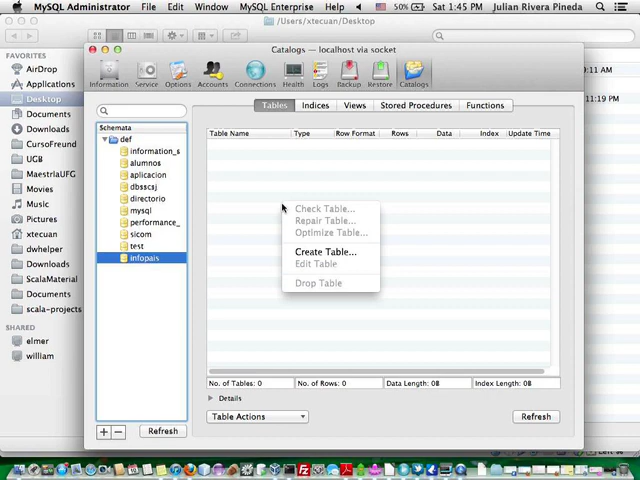 MySQL Administrator File Edit View Window MySQL Enterprise Help 50% Sat 1:45 PM Julian Rivera Pineda
/Users/xtecuan/Desktop
Catalogs — localhost via socket
Information Service Options Accounts Connections Health Logs Backup Restore Catalogs
FAVORITES
AirDrop
Applications
Desktop
Documents
Downloads
CursoFreund
UGB
MaestriaUFG
Movies
Music
Pictures
xtecuan
dwhelper
Downloads
ScalaMaterial
Documents
scala-projects
SHARED
elmer
william
Schemata
def
information_s
alumnos
aplicacion
dbsscsj
directorio
mysql
performance_
sicom
test
infopais
+ − Refresh
Tables Indices Views Stored Procedures Functions
Table Name Type Row Format Rows Data Index Update Time
Check Table...
Repair Table...
Optimize Table...
Create Table...
Edit Table
Drop Table
No. of Tables: 0 No. of Rows: 0 Data Length: 0B Index Length: 0B
Details
Table Actions Refresh
9:11 AM
11:19 PM